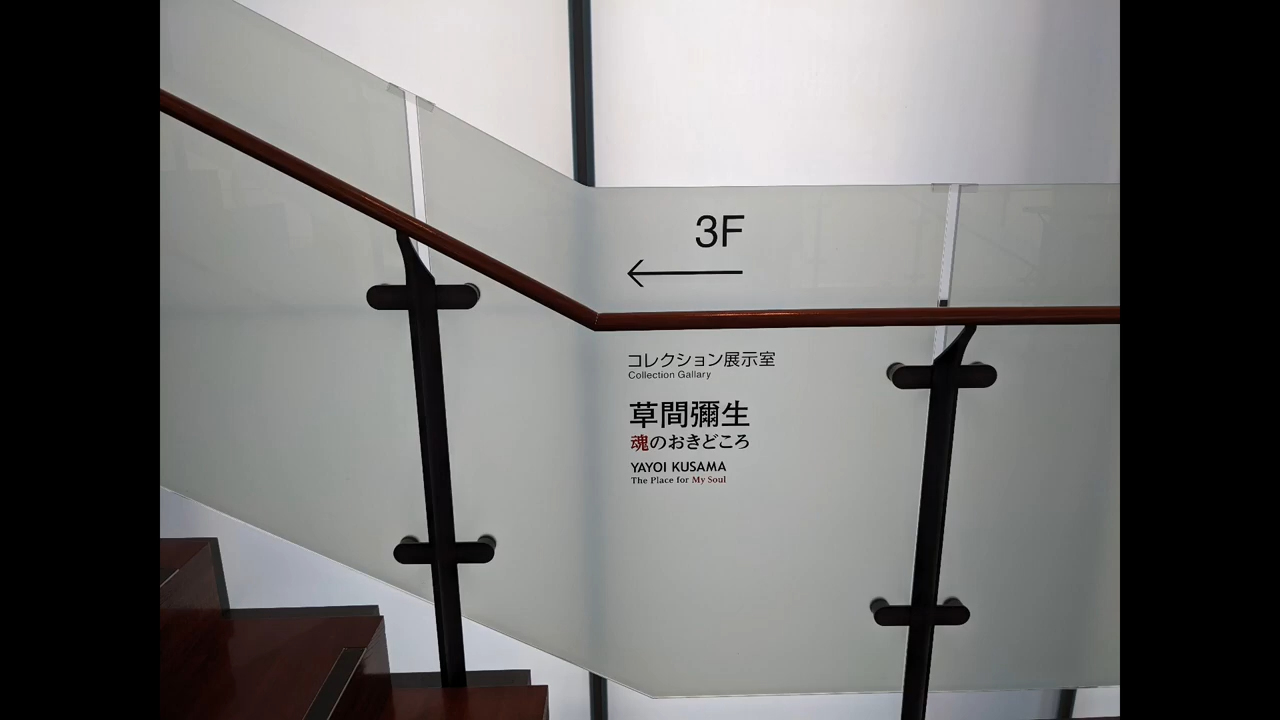 3F
コレクション展示室
Collection Gallary
草間彌生
魂のおきどころ
YAYOI KUSAMA
The Place for My Soul